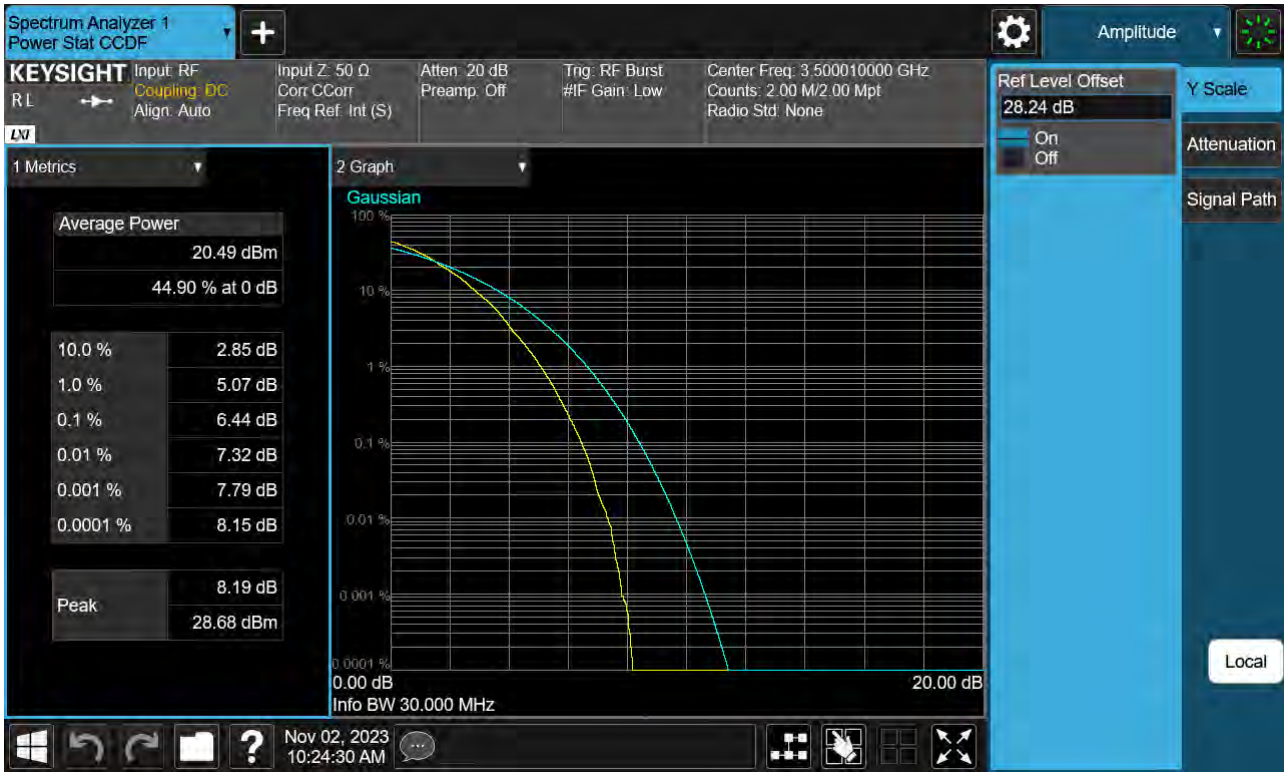 Spectrum Analyzer 1
Power Stat CCDF
+
Amplitude
KEYSIGHT
RL
LXI
Input: RF
Coupling: DC
Align: Auto
Input Z: 50 Ω
Corr CCorr
Freq Ref: Int (S)
Atten: 20 dB
Preamp: Off
Trig: RF Burst
#IF Gain: Low
Center Freq: 3.500010000 GHz
Counts: 2.00 M/2.00 Mpt
Radio Std: None
Ref Level Offset
28.24 dB
On
Off
Y Scale
Attenuation
Signal Path
Local
1 Metrics
Average Power
20.49 dBm
44.90 % at 0 dB
10.0 % 2.85 dB
1.0 % 5.07 dB
0.1 % 6.44 dB
0.01 % 7.32 dB
0.001 % 7.79 dB
0.0001 % 8.15 dB
Peak
8.19 dB
28.68 dBm
2 Graph
Gaussian
100 %
10 %
1 %
0.1 %
0.01 %
0.001 %
0.0001 %
0.00 dB 20.00 dB
Info BW 30.000 MHz
?
Nov 02, 2023
10:24:30 AM